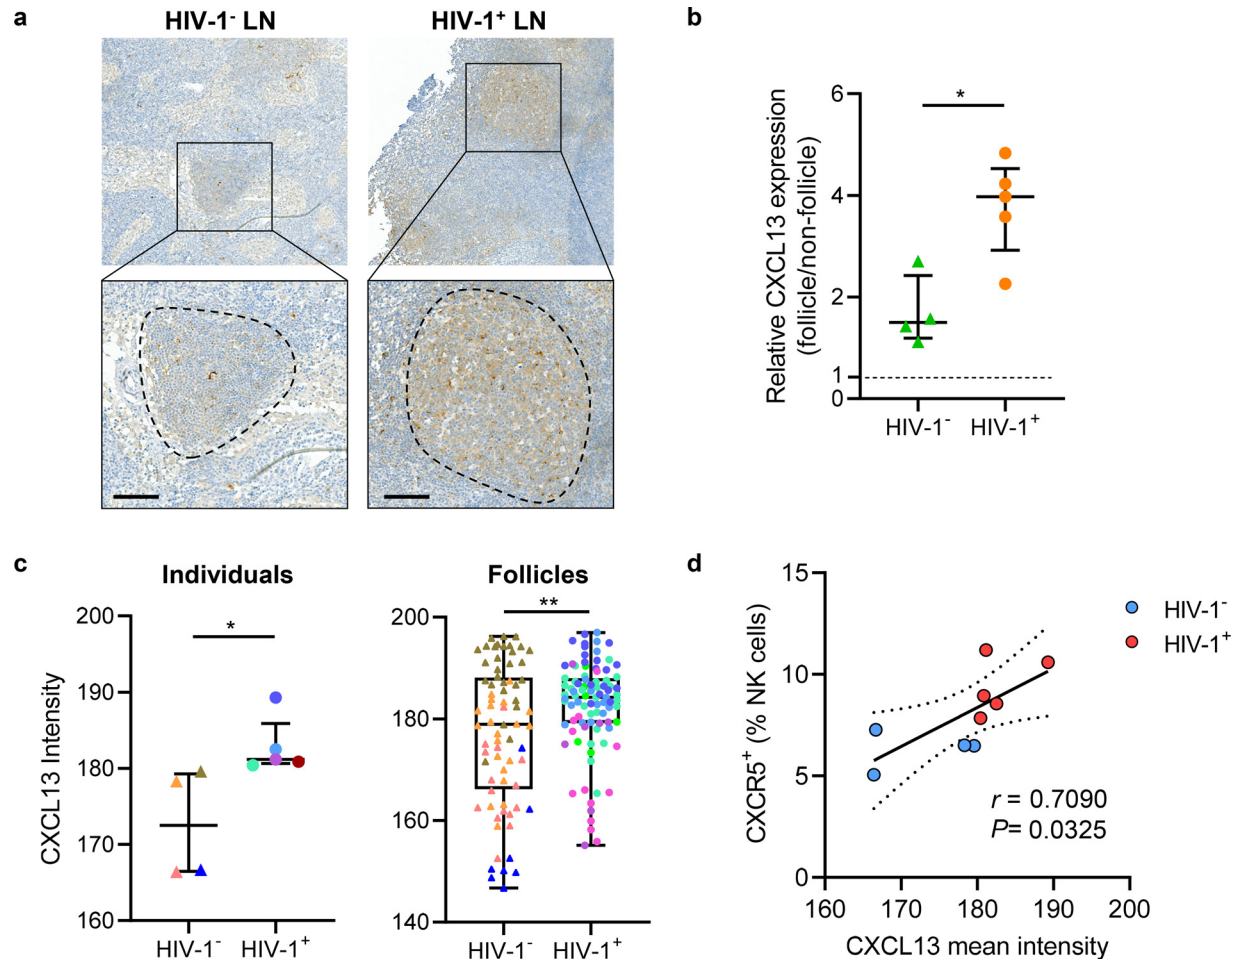 a
HIV-1⁻ LN
HIV-1⁺ LN
b
Relative CXCL13 expression
(follicle/non-follicle)
6
4
2
1
0
*
HIV-1⁻
HIV-1⁺
c
Individuals
CXCL13 Intensity
200
190
180
170
160
*
HIV-1⁻
HIV-1⁺
Follicles
200
180
160
140
**
HIV-1⁻
HIV-1⁺
d
CXCR5⁺ (% NK cells)
15
10
5
0
HIV-1⁻
HIV-1⁺
r = 0.7090
P= 0.0325
160
170
180
190
200
CXCL13 mean intensity